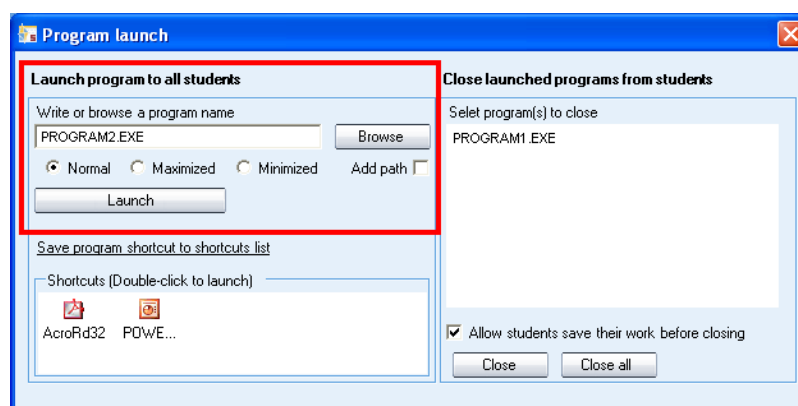 Program launch
Launch program to all students
Write or browse a program name
PROGRAM2.EXE
Browse
Normal Maximized Minimized Add path
Launch
Save program shortcut to shortcuts list
Shortcuts (Double-click to launch)
AcroRd32 POWE...
Close launched programs from students
Selet program(s) to close
PROGRAM1.EXE
Allow students save their work before closing
Close Close all